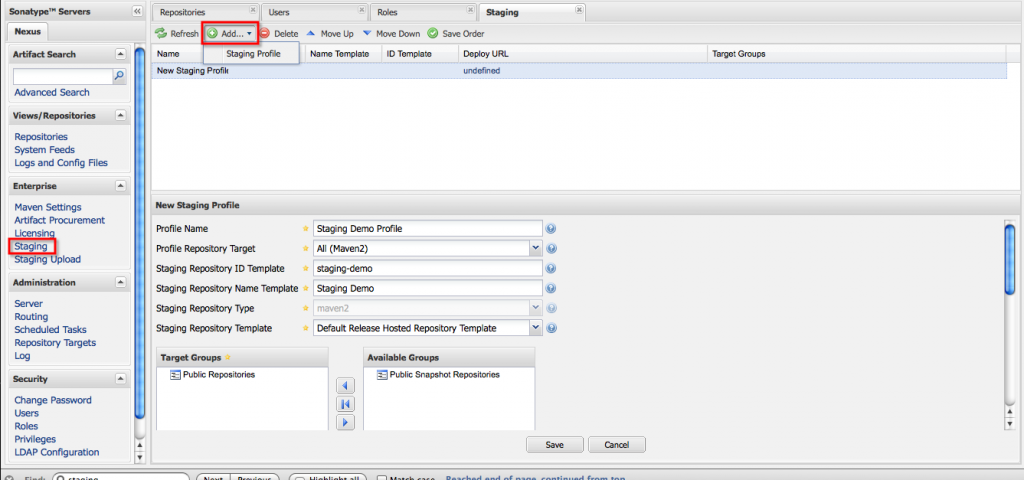 Sonatype™ Servers
Nexus
Artifact Search
Advanced Search
Views/Repositories
Repositories
System Feeds
Logs and Config Files
Enterprise
Maven Settings
Artifact Procurement
Licensing
Staging
Staging Upload
Administration
Server
Routing
Scheduled Tasks
Repository Targets
Log
Security
Change Password
Users
Roles
Privileges
LDAP Configuration
Repositories Users Roles Staging
Refresh Add... Delete Move Up Move Down Save Order
Staging Profile
Name Name Template ID Template Deploy URL Target Groups
New Staging Profile undefined
New Staging Profile
Profile Name Staging Demo Profile
Profile Repository Target All (Maven2)
Staging Repository ID Template staging-demo
Staging Repository Name Template Staging Demo
Staging Repository Type maven2
Staging Repository Template Default Release Hosted Repository Template
Target Groups Available Groups
Public Repositories Public Snapshot Repositories
Save Cancel
Find: staging Next Previous Highlight all Match case Reached end of page, continued from top